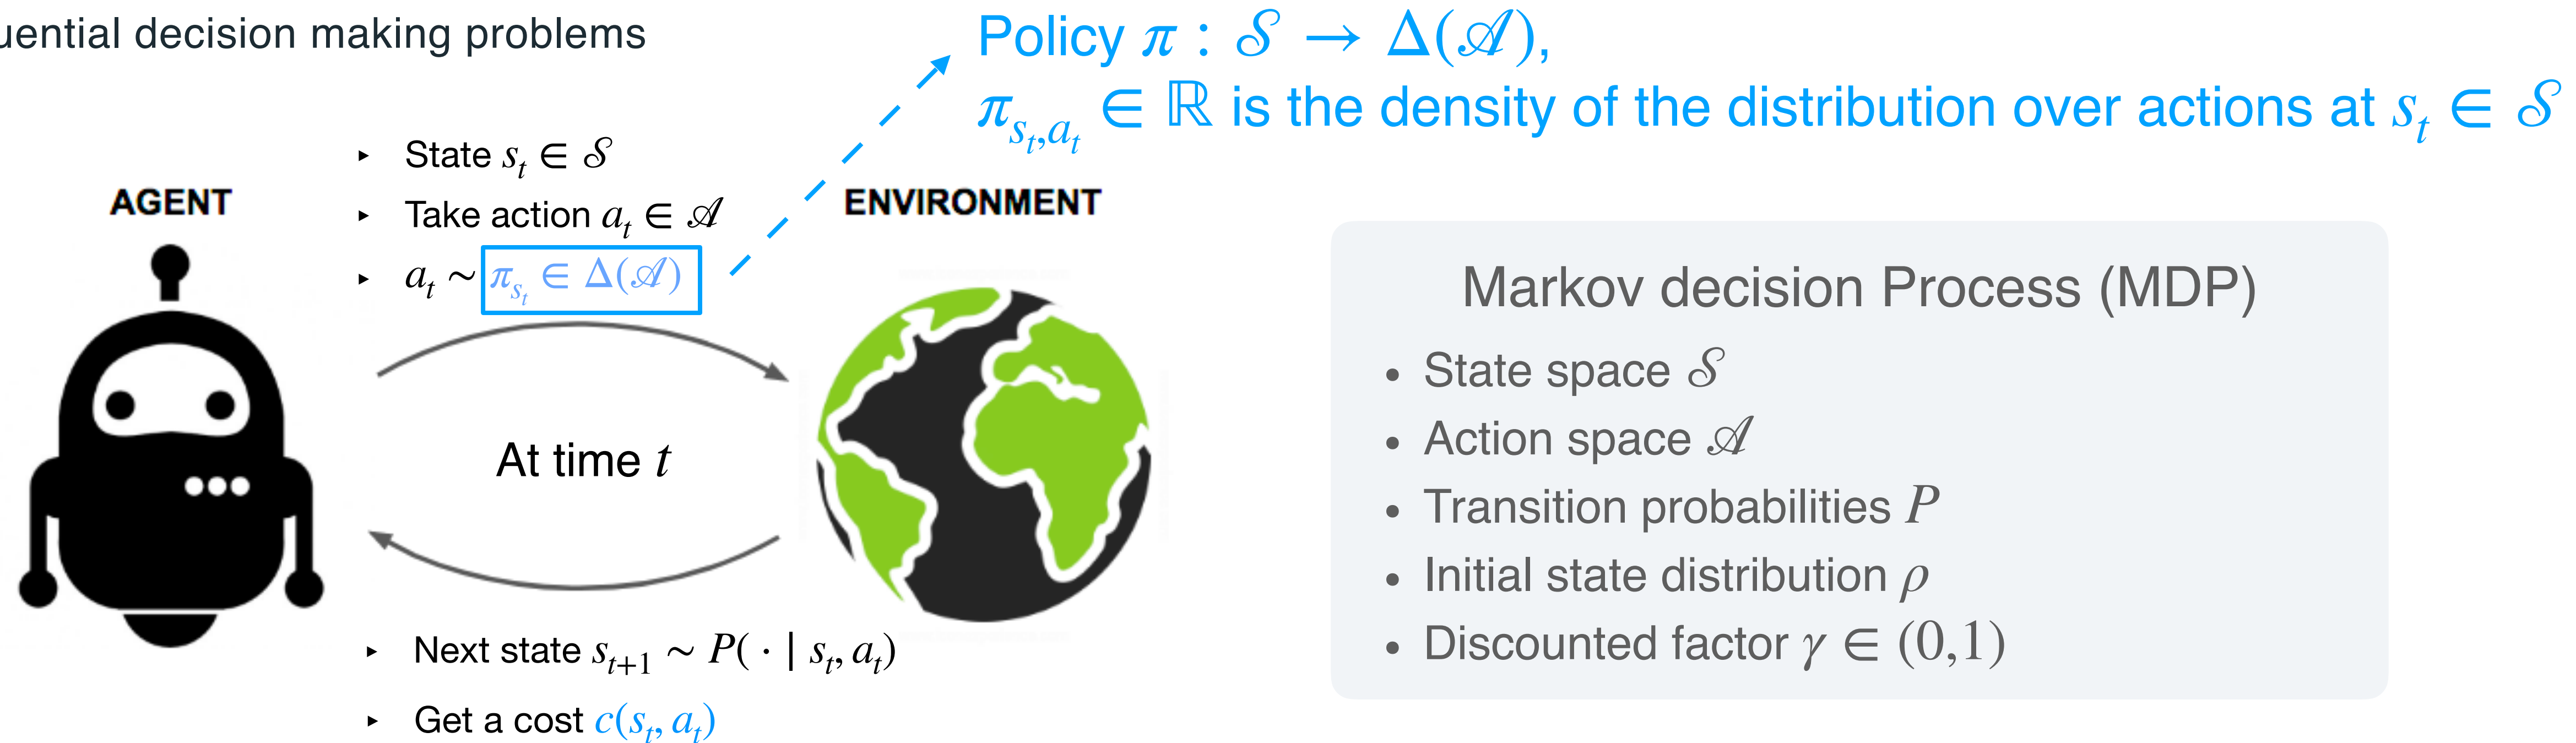 uential decision making problems
Policy π : 𝒮 → Δ(𝒜),
π_{s_t,a_t} ∈ ℝ is the density of the distribution over actions at s_t ∈ 𝒮
‣ State s_t ∈ 𝒮
AGENT
‣ Take action a_t ∈ 𝒜
ENVIRONMENT
‣ a_t ∼ π_{s_t} ∈ Δ(𝒜)
At time t
‣ Next state s_{t+1} ∼ P( · | s_t, a_t)
‣ Get a cost c(s_t, a_t)
Markov decision Process (MDP)
• State space 𝒮
• Action space 𝒜
• Transition probabilities P
• Initial state distribution ρ
• Discounted factor γ ∈ (0,1)